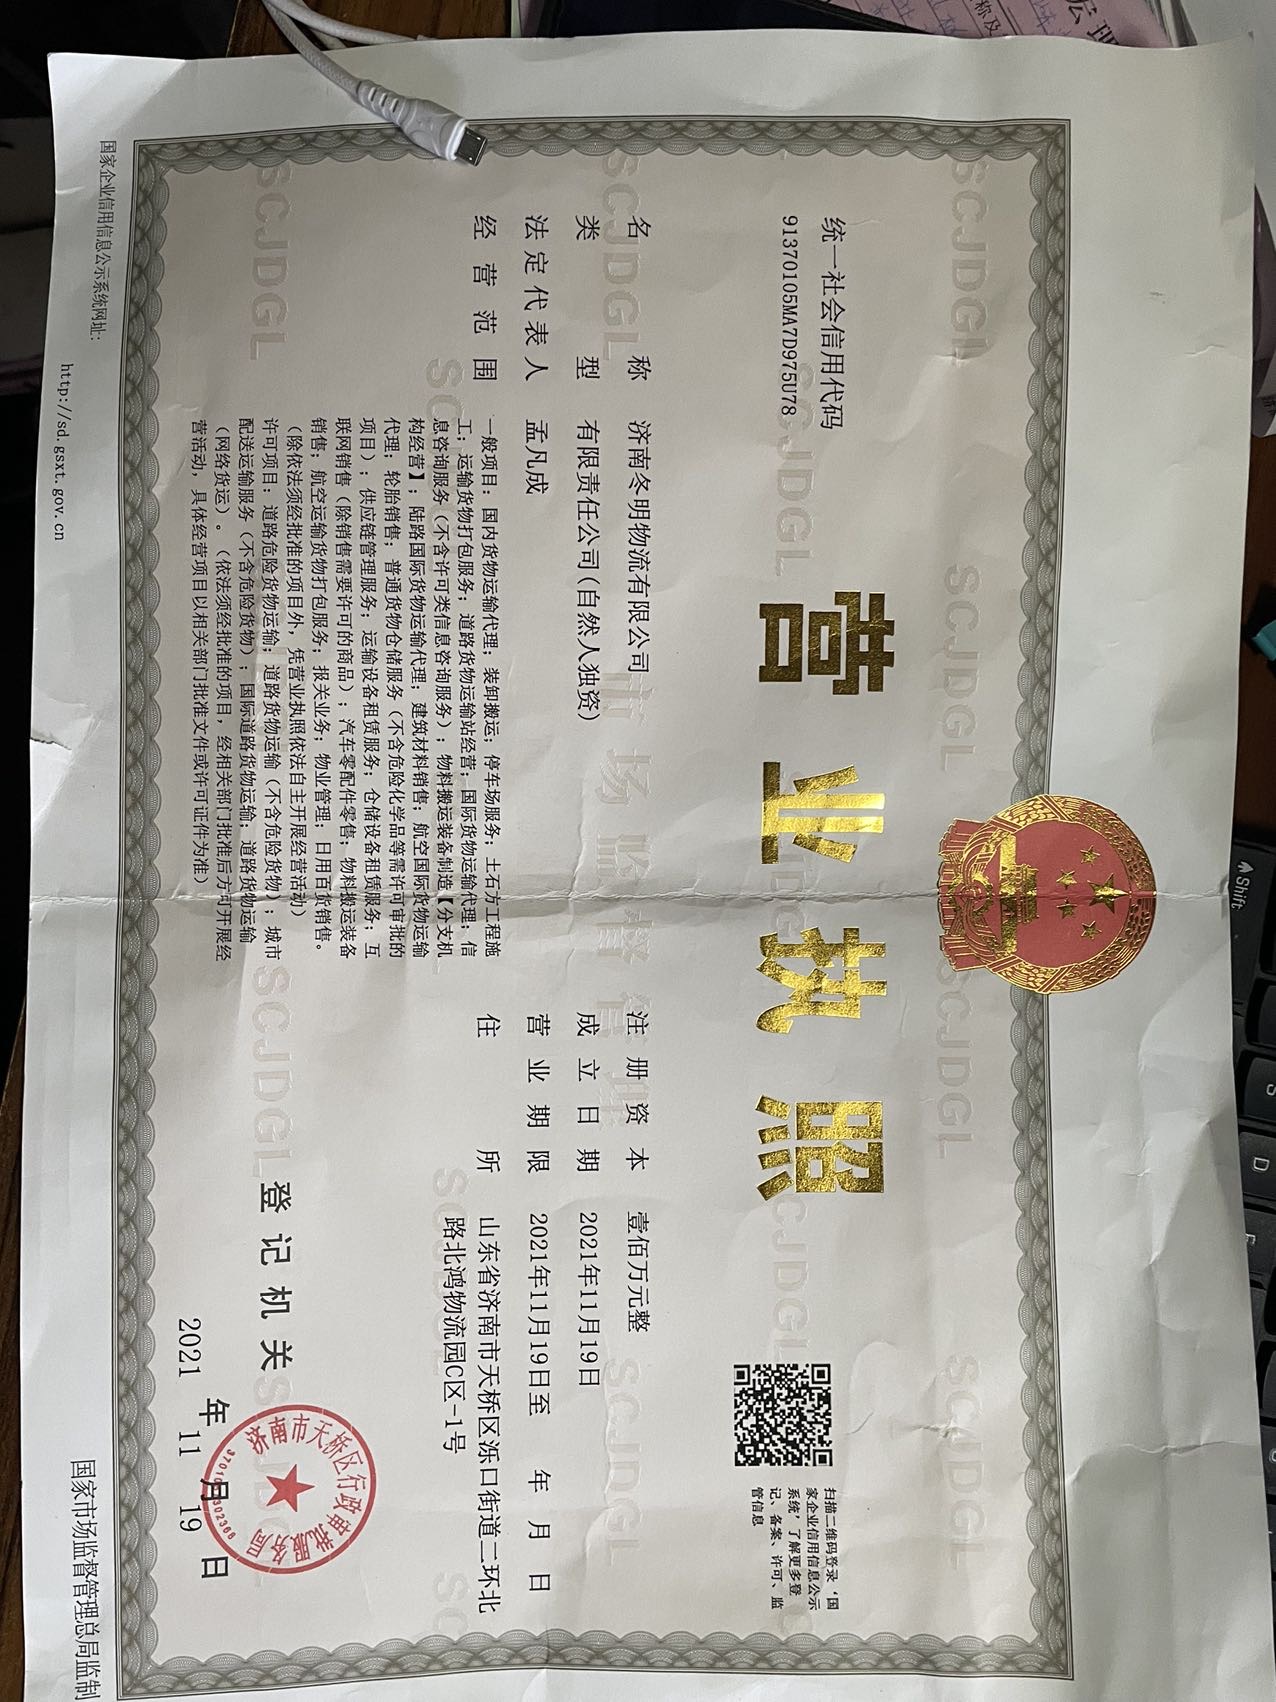 营业执照
统一社会信用代码
91370105MA7D975U78
扫描二维码登录‘国
家企业信用信息公示
系统’了解更多登
记、备案、许可、监
管信息
名称 济南冬明物流有限公司
类型 有限责任公司(自然人独资)
法定代表人 孟凡成
经营范围 一般项目：国内货物运输代理；装卸搬运；停车场服务；土石方工程施
工；运输货物打包服务；道路货物运输站经营；国际货物运输代理；信
息咨询服务（不含许可类信息咨询服务）；物料搬运装备制造【分支机
构经营】；陆路国际货物运输代理；建筑材料销售；航空国际货物运输
代理；轮胎销售；普通货物仓储服务（不含危险化学品等需许可审批的
项目）；供应链管理服务；运输设备租赁服务；仓储设备租赁服务；互
联网销售（除销售需要许可的商品）；汽车零配件零售；物料搬运装备
销售；航空运输货物打包服务；报关业务；物业管理；日用百货销售。
（除依法须经批准的项目外，凭营业执照依法自主开展经营活动）
许可项目：道路危险货物运输；道路货物运输（不含危险货物）；城市
配送运输服务（不含危险货物）；国际道路货物运输；道路货物运输
（网络货运）。（依法须经批准的项目，经相关部门批准后方可开展经
营活动，具体经营项目以相关部门批准文件或许可证件为准）
注册资本 壹佰万元整
成立日期 2021年11月19日
营业期限 2021年11月19日至 年 月 日
住所 山东省济南市天桥区泺口街道二环北
路北鸿物流园C区-1号
登记机关
济南市天桥区行政审批服务局
2021 年 11 月 19 日
国家企业信用信息公示系统网址：
http://sd.gsxt.gov.cn
国家市场监督管理总局监制
市场监督管理
SCJDGL
Shift
D